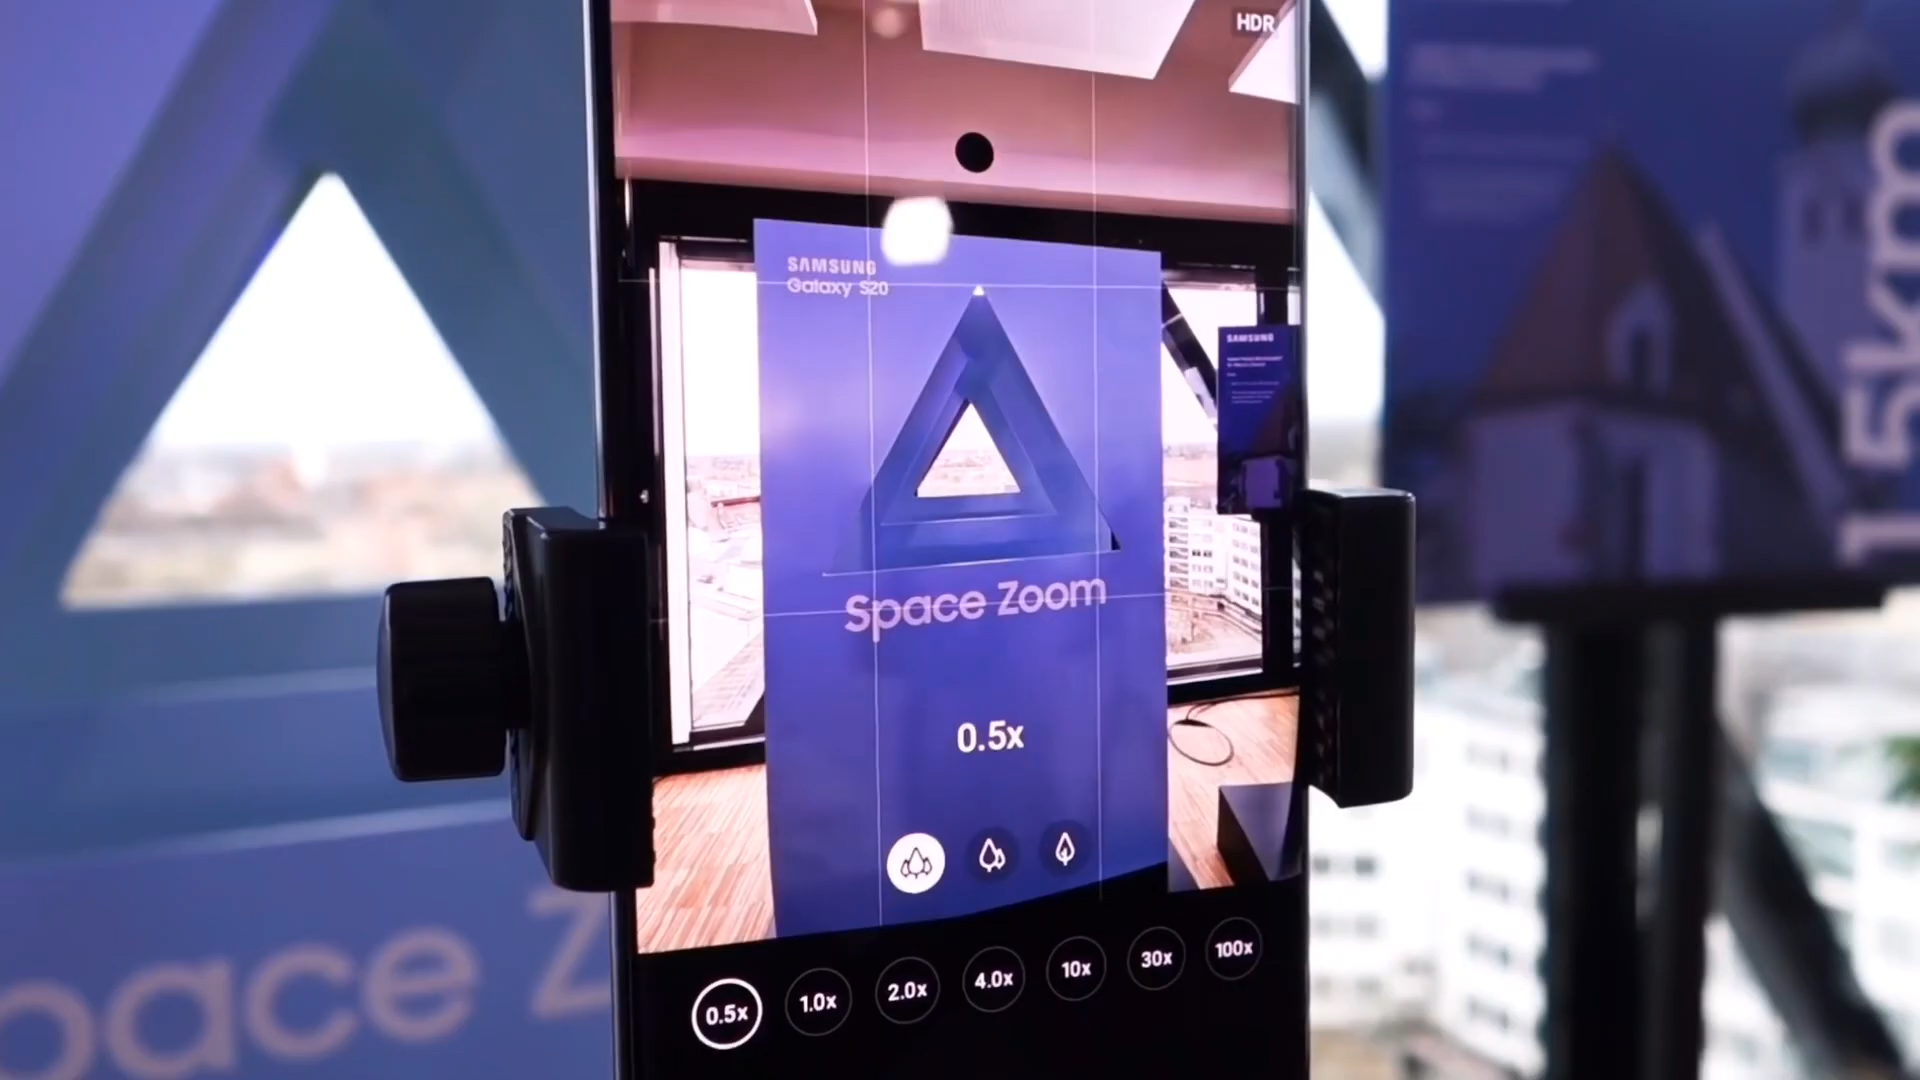 HDR
SAMSUNG
Galaxy S20
SAMSUNG
Space Zoom
0.5x
0.5x
1.0x
2.0x
4.0x
10x
30x
100x
pace Z
1.5km